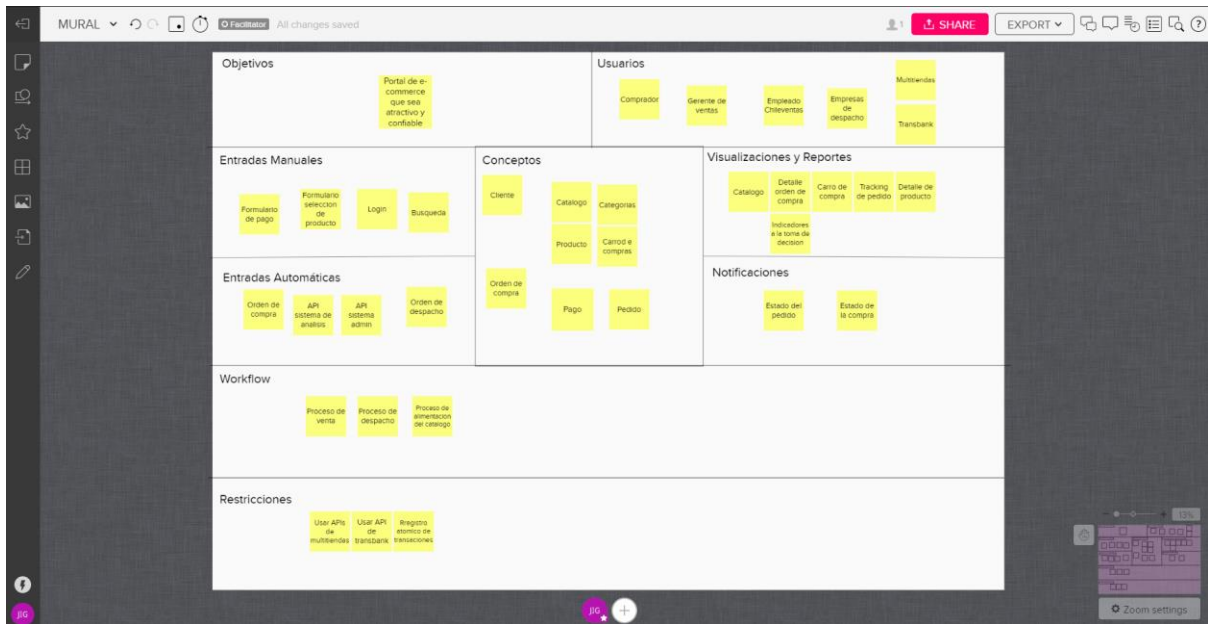 MURAL
Facilitator
All changes saved
1
SHARE
EXPORT
Objetivos
Portal de e-
commerce
que sea
atractivo y
confiable
Usuarios
Comprador
Gerente de
ventas
Empleado
Chileventas
Empresas
de
despacho
Multitiendas
Transbank
Entradas Manuales
Formulario
de pago
Formulario
seleccion
de
producto
Login
Busqueda
Conceptos
Cliente
Catalogo
Categorias
Producto
Carrod e
compras
Orden de
compra
Pago
Pedido
Visualizaciones y Reportes
Catalogo
Detalle
orden de
compra
Carro de
compra
Tracking
de pedido
Detalle de
producto
Indicadores
a la toma de
decision
Entradas Automáticas
Orden de
compra
API
sistema de
analisis
API
sistema
admin
Orden de
despacho
Notificaciones
Estado del
pedido
Estado de
la compra
Workflow
Proceso de
venta
Proceso de
despacho
Proceso de
alimentacion
del catalogo
Restricciones
Usar APIs
de
multitiendas
Usar API
de
transbank
Rregistro
atomico de
transaciones
13%
Zoom settings
JIG
JIG